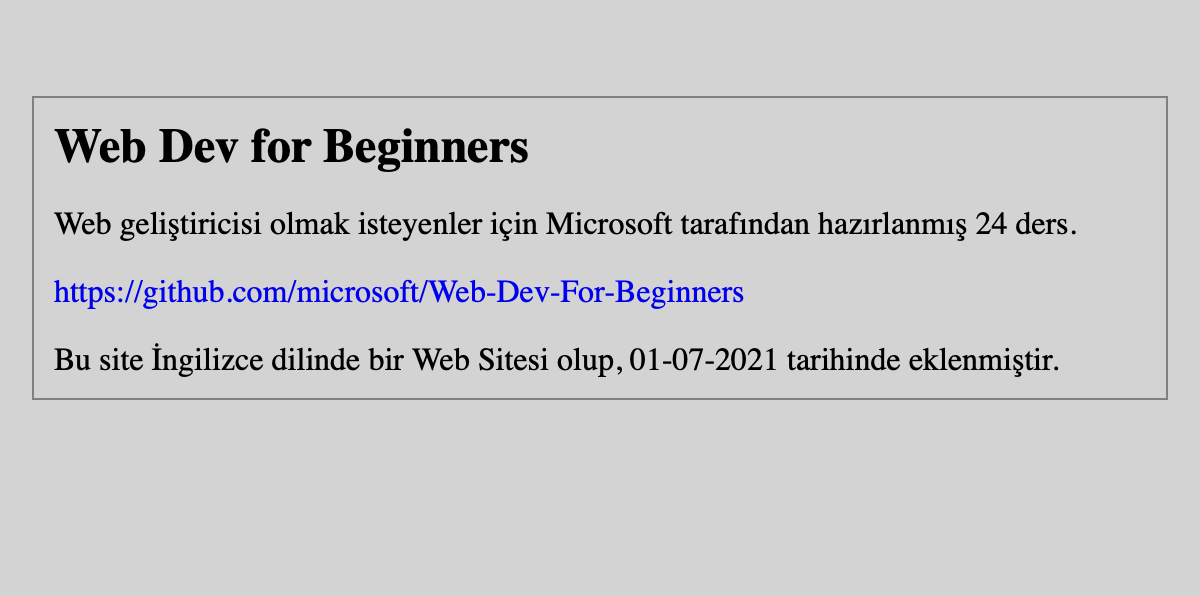 Web Dev for Beginners
Web geliştiricisi olmak isteyenler için Microsoft tarafından hazırlanmış 24 ders.
https://github.com/microsoft/Web-Dev-For-Beginners
Bu site İngilizce dilinde bir Web Sitesi olup, 01-07-2021 tarihinde eklenmiştir.